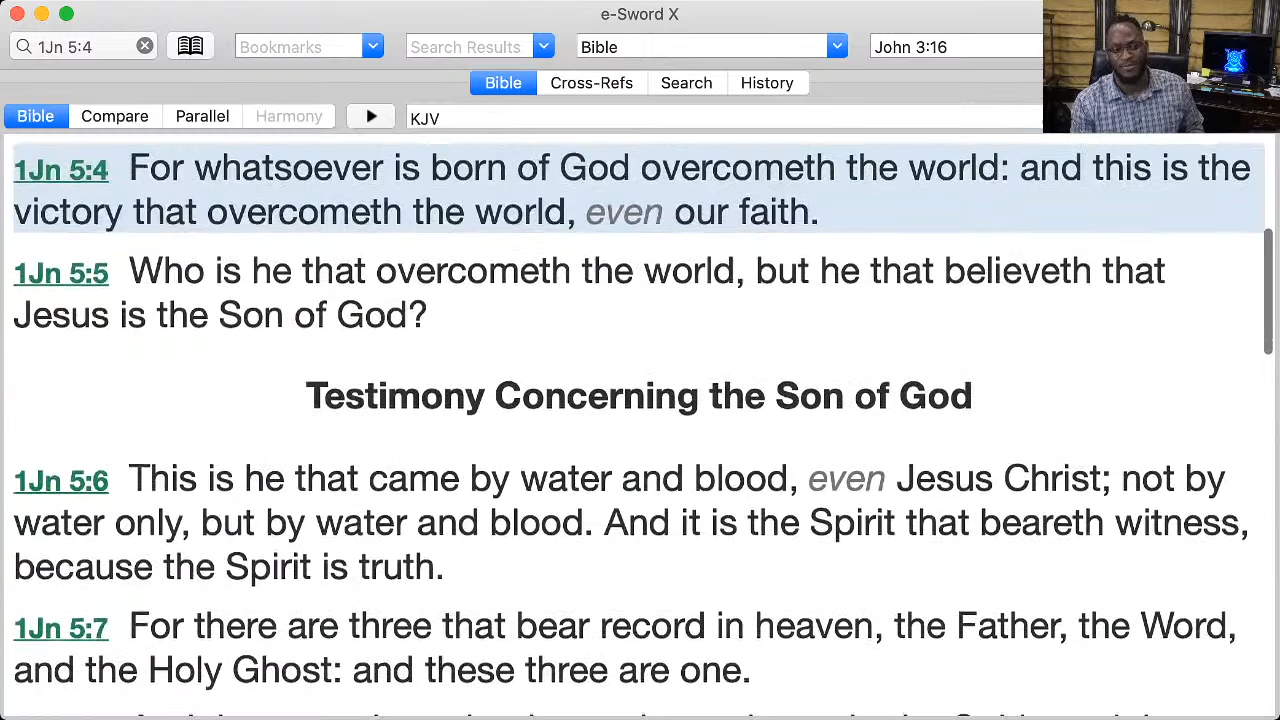 e-Sword X
1Jn 5:4
Bookmarks
Search Results
Bible
John 3:16
Bible Cross-Refs Search History
Bible Compare Parallel Harmony
KJV
1Jn 5:4 For whatsoever is born of God overcometh the world: and this is the
victory that overcometh the world, even our faith.
1Jn 5:5 Who is he that overcometh the world, but he that believeth that
Jesus is the Son of God?
Testimony Concerning the Son of God
1Jn 5:6 This is he that came by water and blood, even Jesus Christ; not by
water only, but by water and blood. And it is the Spirit that beareth witness,
because the Spirit is truth.
1Jn 5:7 For there are three that bear record in heaven, the Father, the Word,
and the Holy Ghost: and these three are one.